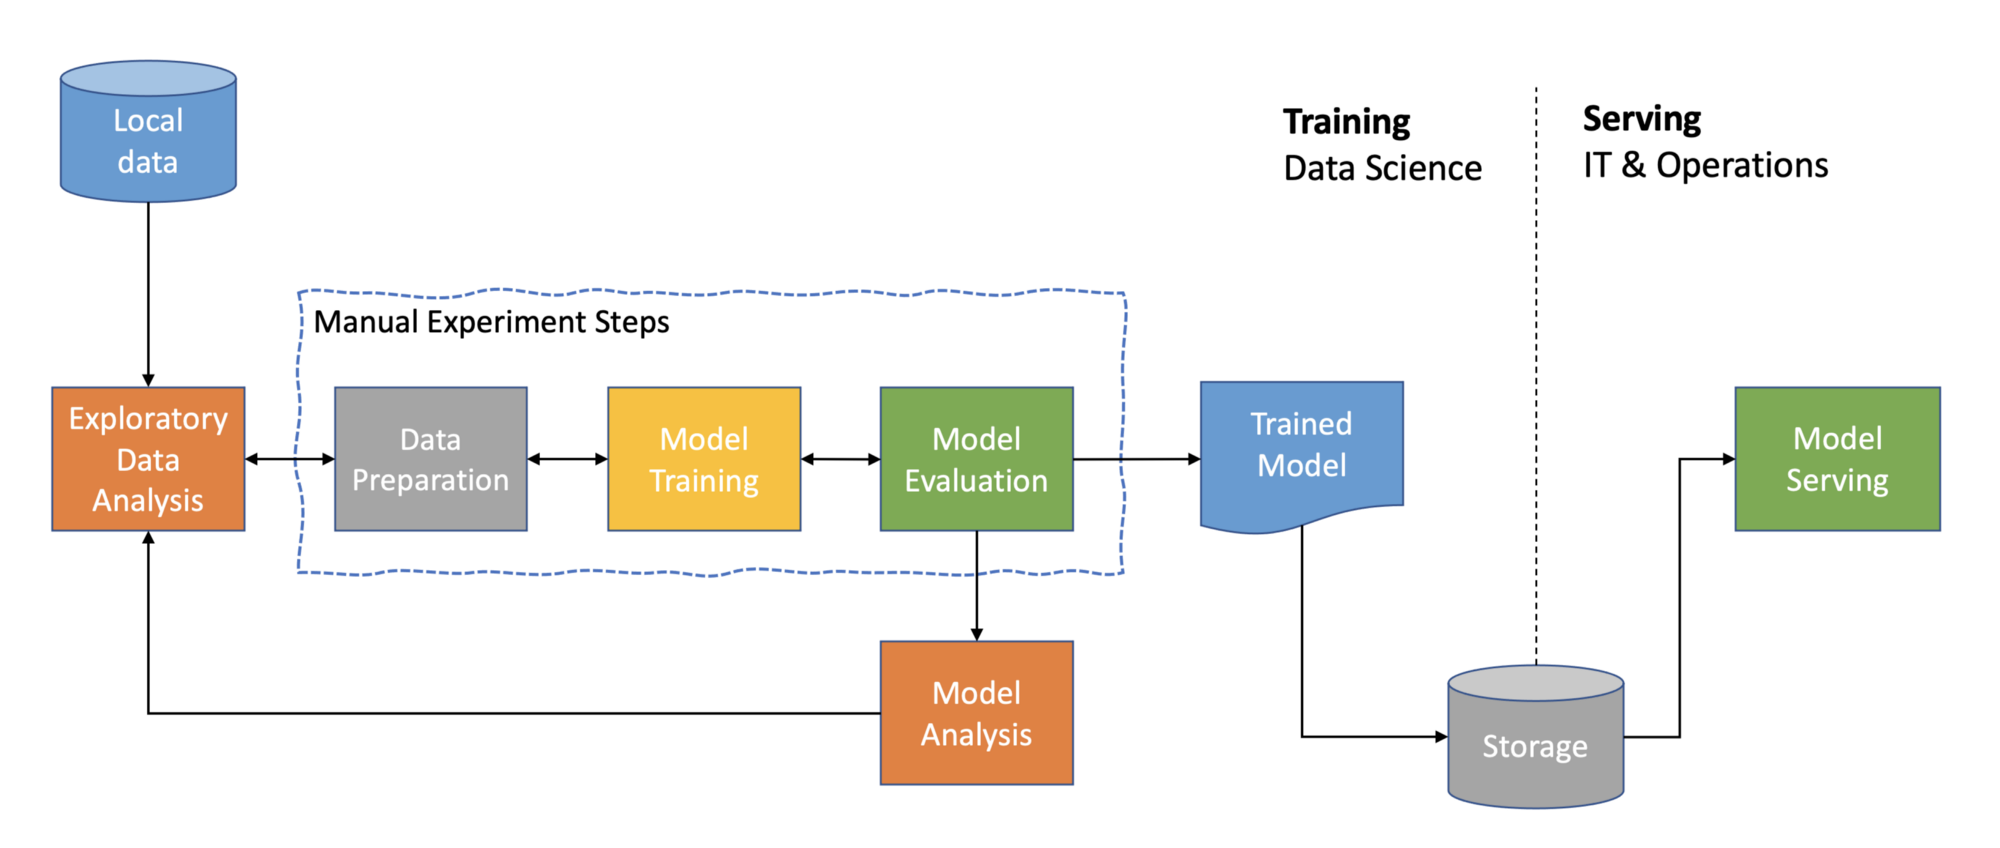 Local
data
Training
Data Science
Serving
IT & Operations
Manual Experiment Steps
Exploratory
Data
Analysis
Data
Preparation
Model
Training
Model
Evaluation
Trained
Model
Model
Serving
Model
Analysis
Storage